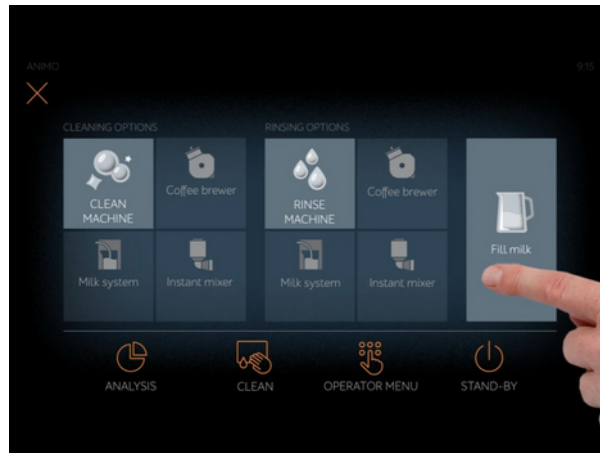 ANIMO
9:15
CLEANING OPTIONS
RINSING OPTIONS
CLEAN
MACHINE
Coffee brewer
RINSE
MACHINE
Coffee brewer
Fill milk
Milk system
Instant mixer
Milk system
Instant mixer
ANALYSIS
CLEAN
OPERATOR MENU
STAND-BY